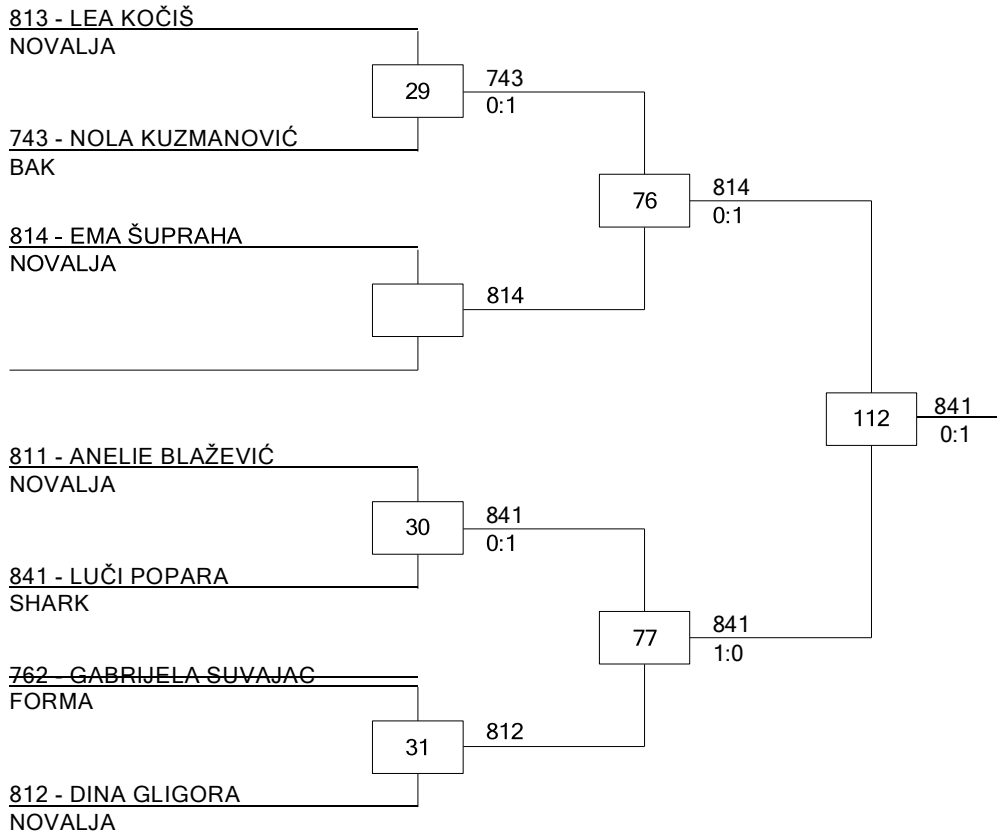 813 - LEA KOČIŠ
NOVALJA
29
743
0:1
743 - NOLA KUZMANOVIĆ
BAK
76
814
0:1
814 - EMA ŠUPRAHA
NOVALJA
814
112
841
0:1
811 - ANELIE BLAŽEVIĆ
NOVALJA
30
841
0:1
841 - LUČI POPARA
SHARK
77
841
1:0
762 - GABRIJELA SUVAJAC
FORMA
31
812
812 - DINA GLIGORA
NOVALJA